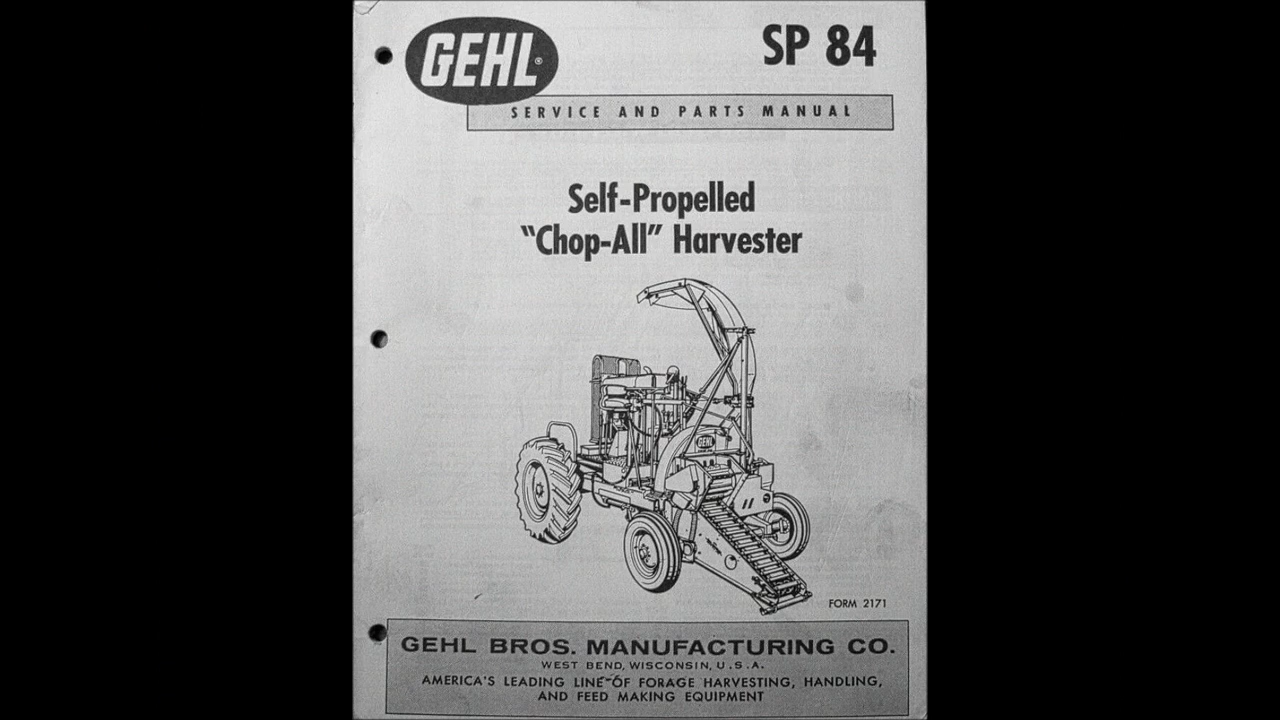 GEHL®
SP 84
SERVICE AND PARTS MANUAL
Self-Propelled
“Chop-All” Harvester
GEHL
FORM 2171
GEHL BROS. MANUFACTURING CO.
WEST BEND, WISCONSIN, U.S.A.
AMERICA'S LEADING LINE OF FORAGE HARVESTING, HANDLING,
AND FEED MAKING EQUIPMENT